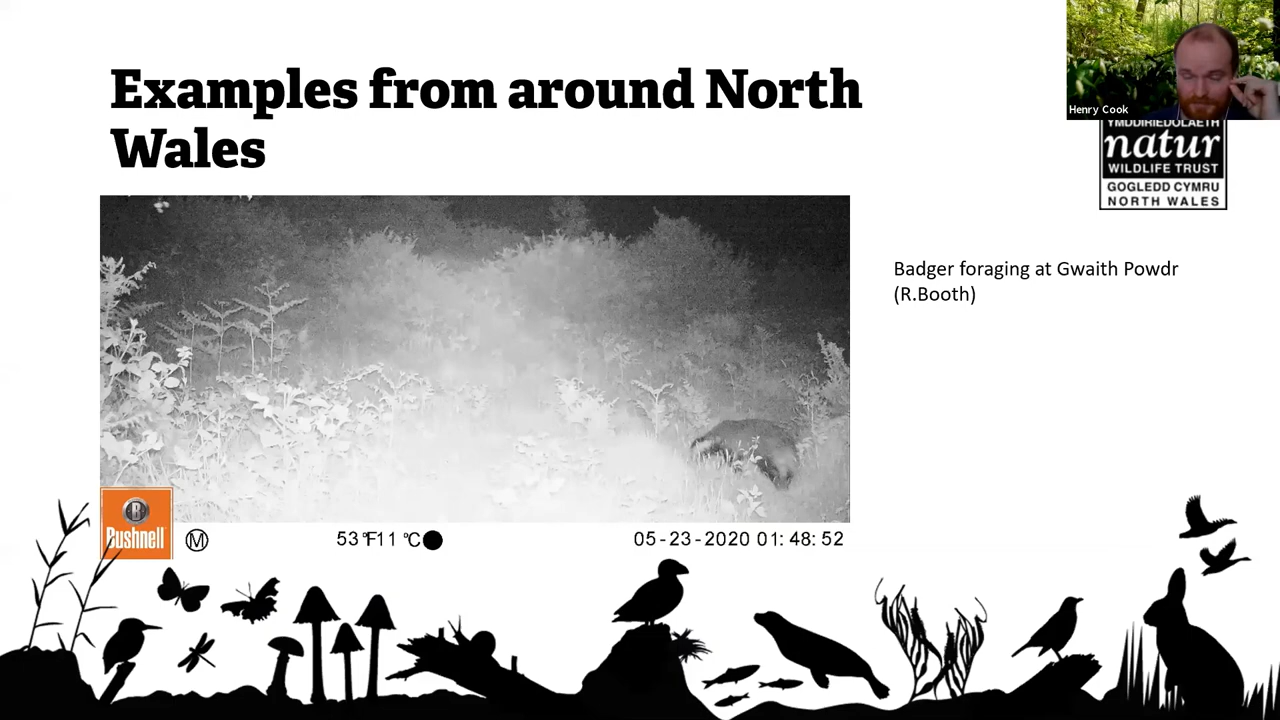 Examples from around North
Wales
Henry Cook
YMDDIRIEDOLAETH
natur
WILDLIFE TRUST
GOGLEDD CYMRU
NORTH WALES
Badger foraging at Gwaith Powdr
(R.Booth)
B
Bushnell
M 53°F11°C 05-23-2020 01:48:52